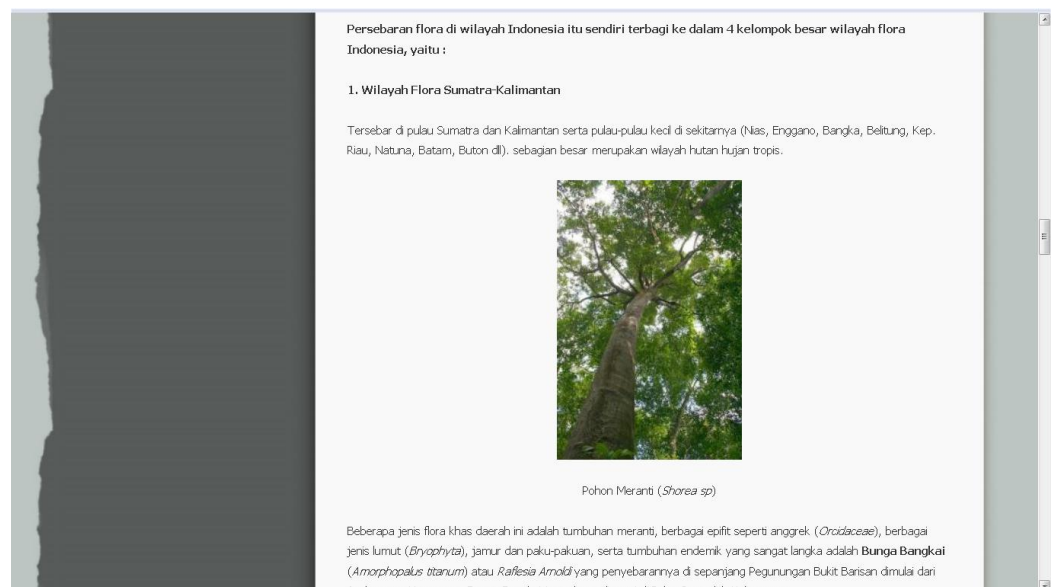 Persebaran flora di wilayah Indonesia itu sendiri terbagi ke dalam 4 kelompok besar wilayah flora
Indonesia, yaitu :
1. Wilayah Flora Sumatra-Kalimantan
Tersebar di pulau Sumatra dan Kalimantan serta pulau-pulau kecil di sekitarnya (Nias, Enggano, Bangka, Belitung, Kep.
Riau, Natuna, Batam, Buton dll). sebagian besar merupakan wilayah hutan hujan tropis.
Pohon Meranti (Shorea sp)
Beberapa jenis flora khas daerah ini adalah tumbuhan meranti, berbagai epifit seperti anggrek (Orcidaceae), berbagai
jenis lumut (Bryophyta), jamur dan paku-pakuan, serta tumbuhan endemik yang sangat langka adalah Bunga Bangkai
(Amorphopalus titanum) atau Raflesia Arnoldi yang penyebarannya di sepanjang Pegunungan Bukit Barisan dimulai dari